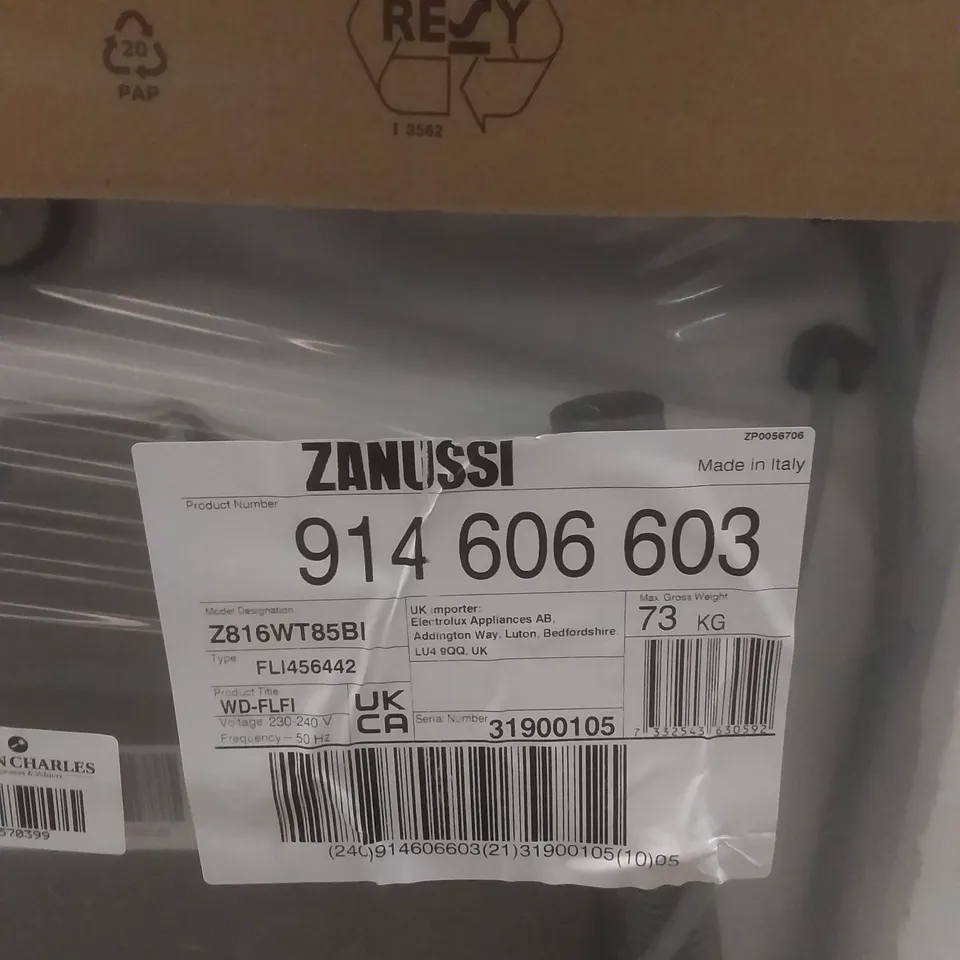 RESY
20
PAP
I 3562
ZANUSSI
ZP0056706
Made in Italy
Product Number
914 606 603
Model Designation
Z816WT85BI
Type FLI456442
Product Title
WD-FLFI
Voltage 230-240 V
Frequency - 50 Hz
UK
CA
UK importer:
Electrolux Appliances AB,
Addington Way, Luton, Bedfordshire
LU4 9QQ, UK
Serial Number 31900105
Max Gross Weight
73 KG
7 332543 630592
(240)914606603(21)31900105(10)05
NCHARLES
& Valuers
570399